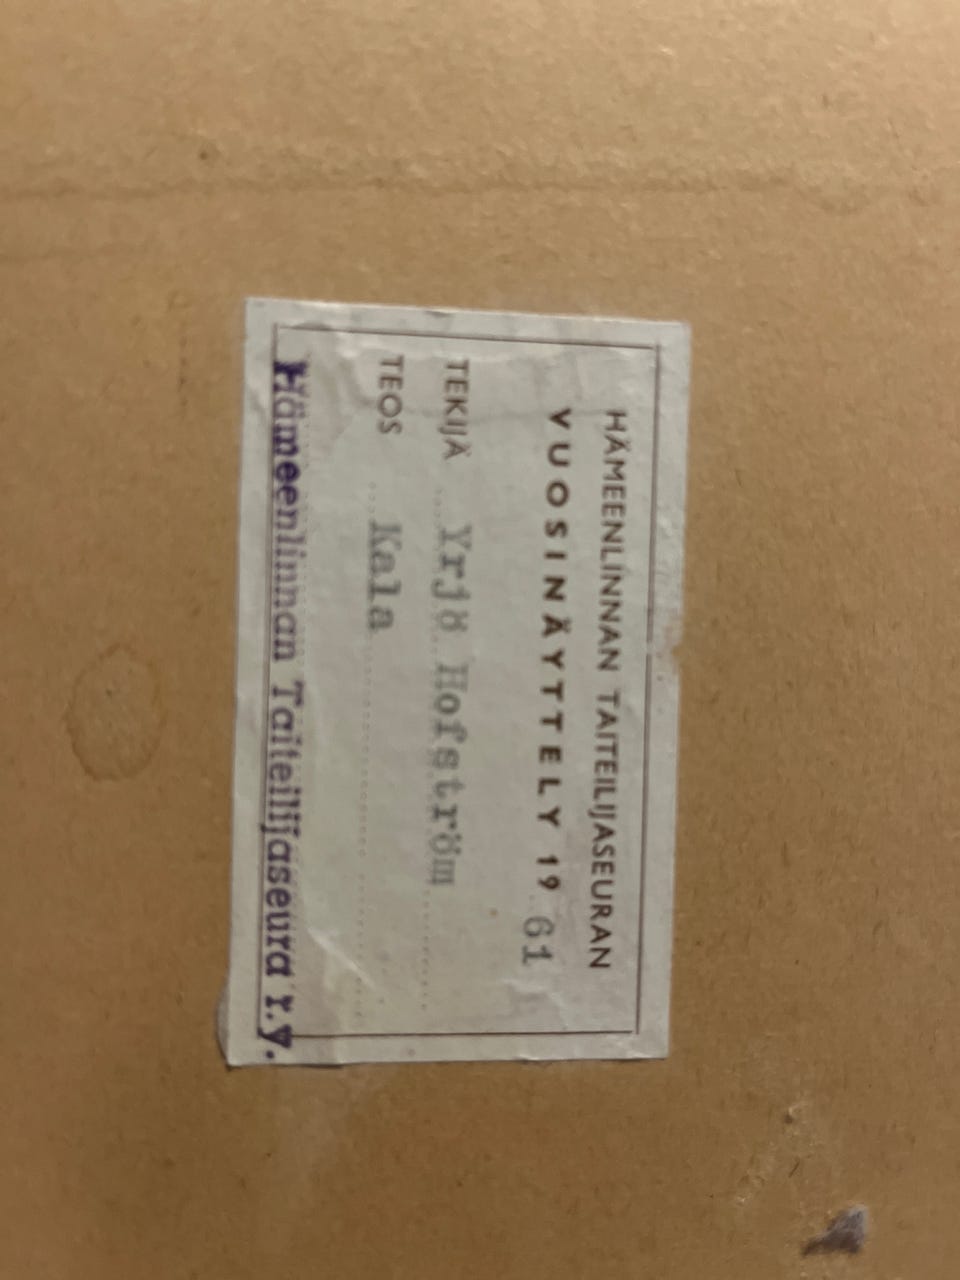 HÄMEENLINNAN TAITEILIJASEURAN
VUOSINÄYTTELY 19 61
TEKIJÄ Yrjö Hofström
TEOS Kala
Hämeenlinnan Taiteilijaseura r.y.